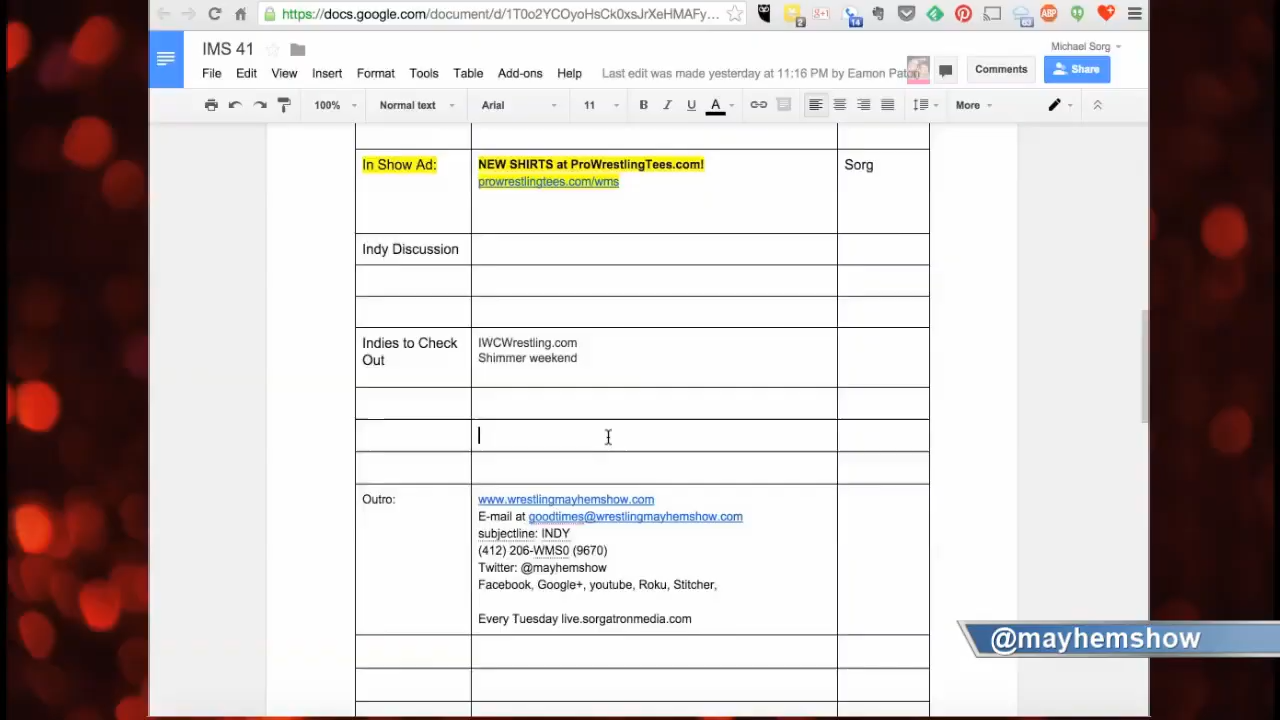 https://docs.google.com/document/d/1T0o2YCOyoHsCk0xsJrXeHMAFy...
2
14
63
ABP
IMS 41
Michael Sorg
File Edit View Insert Format Tools Table Add-ons Help
Last edit was made yesterday at 11:16 PM by Eamon Paton
Comments
Share
100%
Normal text
Arial
11
B I U A
More
In Show Ad:
NEW SHIRTS at ProWrestlingTees.com!
Sorg
prowrestlingtees.com/wms
Indy Discussion
Indies to Check
Out
IWCWrestling.com
Shimmer weekend
Outro:
www.wrestlingmayhemshow.com
E-mail at goodtimes@wrestlingmayhemshow.com
subjectline: INDY
(412) 206-WMS0 (9670)
Twitter: @mayhemshow
Facebook, Google+, youtube, Roku, Stitcher,
Every Tuesday live.sorgatronmedia.com
@mayhemshow